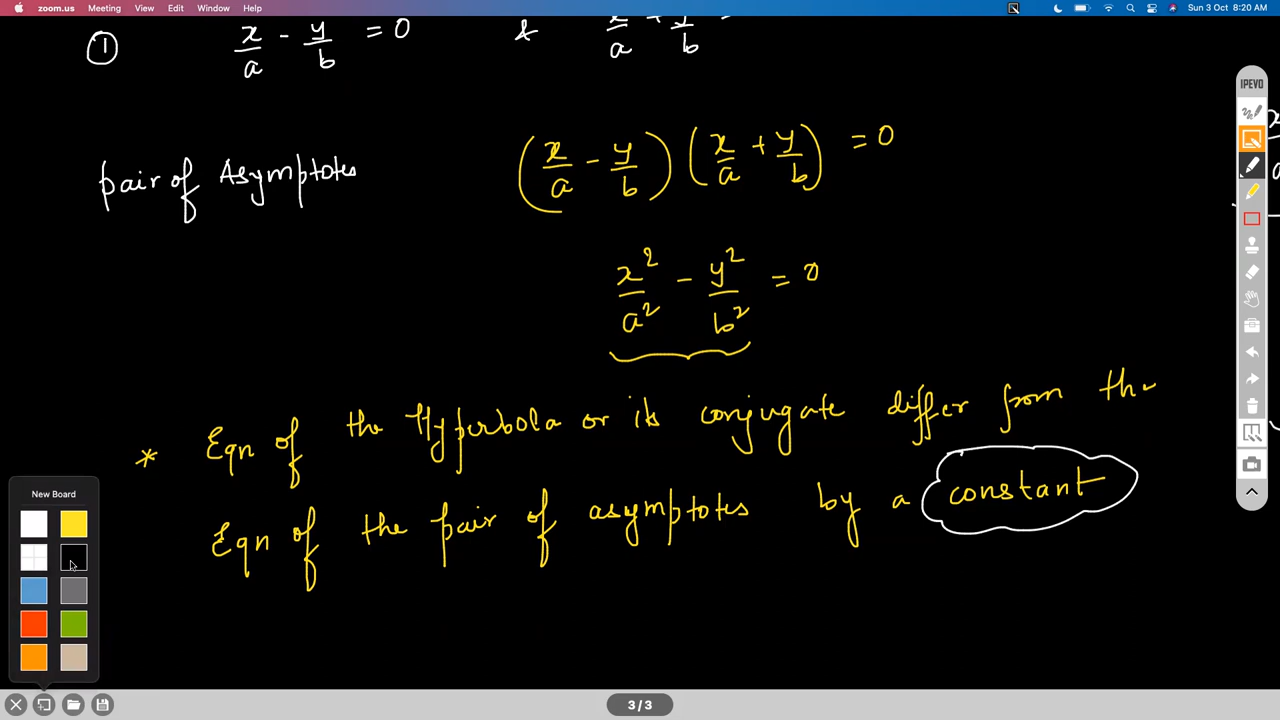 zoom.us Meeting View Edit Window Help Sun 3 Oct 8:20 AM
① x/a - y/b = 0 & x/a + y/b =
IPEVO
pair of Asymptotes (x/a - y/b) (x/a + y/b) = 0
x²/a² - y²/b² = 0
* Eqn of the Hyperbola or its conjugate differ from the
Eqn of the pair of asymptotes by a constant
New Board
3/3